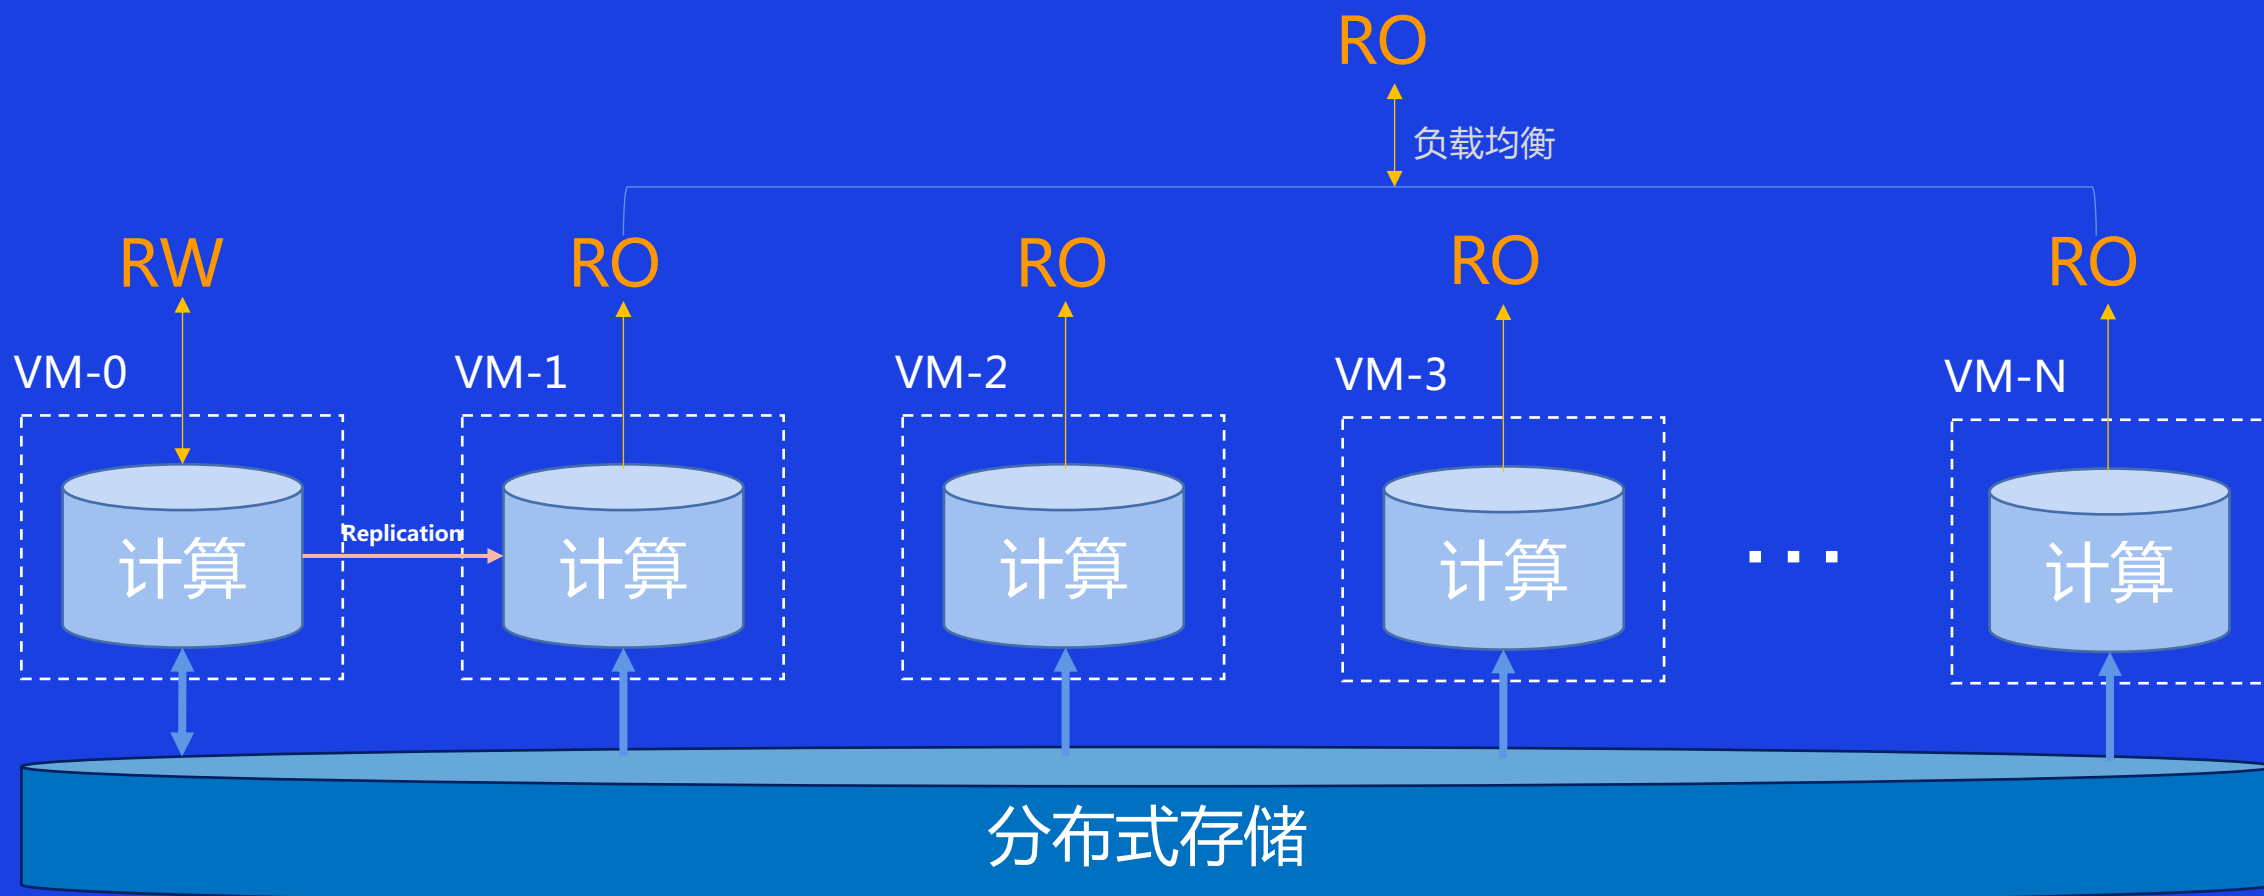 RO
负载均衡
RW
RO
RO
RO
RO
VM-0
VM-1
VM-2
VM-3
VM-N
Replication
计算
计算
计算
计算
...
计算
分布式存储